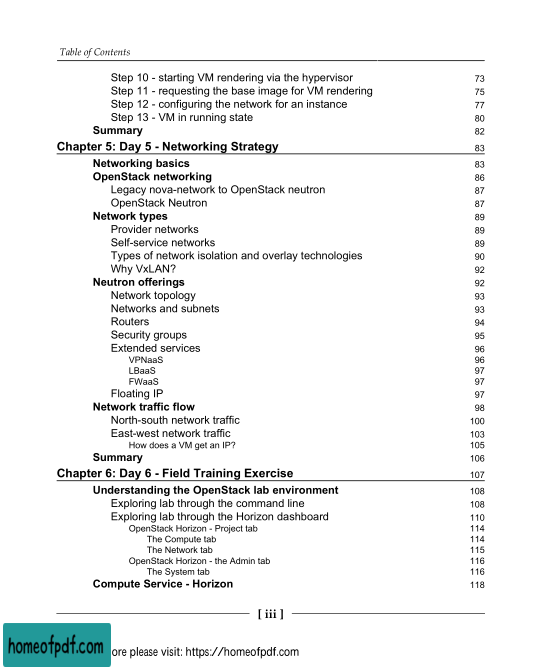 Table of Contents
Step 10 - starting VM rendering via the hypervisor 73
Step 11 - requesting the base image for VM rendering 75
Step 12 - configuring the network for an instance 77
Step 13 - VM in running state 80
Summary 82
Chapter 5: Day 5 - Networking Strategy 83
Networking basics 83
OpenStack networking 86
Legacy nova-network to OpenStack neutron 87
OpenStack Neutron 87
Network types 89
Provider networks 89
Self-service networks 89
Types of network isolation and overlay technologies 90
Why VxLAN? 92
Neutron offerings 92
Network topology 93
Networks and subnets 93
Routers 94
Security groups 95
Extended services 96
VPNaaS 96
LBaaS 97
FWaaS 97
Floating IP 97
Network traffic flow 98
North-south network traffic 100
East-west network traffic 103
How does a VM get an IP? 105
Summary 106
Chapter 6: Day 6 - Field Training Exercise 107
Understanding the OpenStack lab environment 108
Exploring lab through the command line 108
Exploring lab through the Horizon dashboard 110
OpenStack Horizon - Project tab 114
The Compute tab 114
The Network tab 115
OpenStack Horizon - the Admin tab 116
The System tab 116
Compute Service - Horizon 118
[ iii ]
homeofpdf.com
ore please visit: https://homeofpdf.com